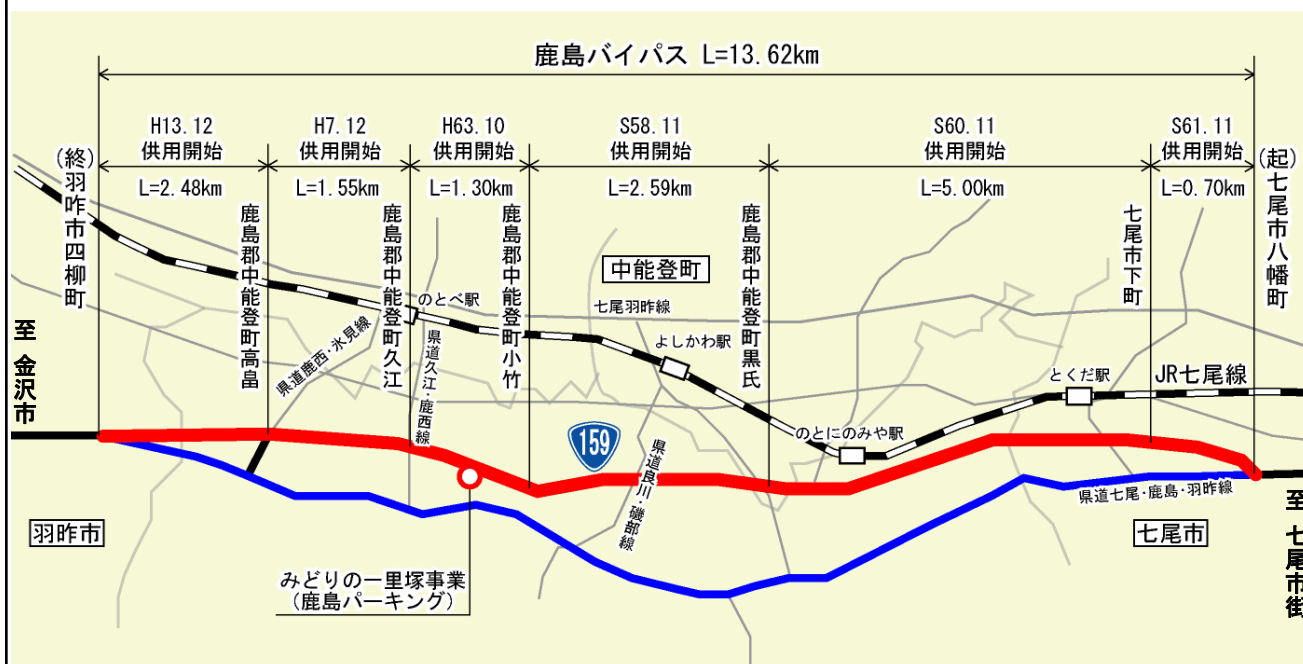 鹿島バイパス L=13.62km
H13.12
供用開始
L=2.48km
H7.12
供用開始
L=1.55km
H63.10
供用開始
L=1.30km
S58.11
供用開始
L=2.59km
S60.11
供用開始
L=5.00km
S61.11
供用開始
L=0.70km
(終)羽咋市四柳町
鹿島郡中能登町高畠
鹿島郡中能登町久江
鹿島郡中能登町小竹
鹿島郡中能登町黒氏
七尾市下町
(起)七尾市八幡町
中能登町
のとべ駅
七尾羽昨線
よしかわ駅
とくだ駅
JR七尾線
のとにのみや駅
県道鹿西・氷見線
県道久江・鹿西線
県道良川・磯部線
159
至 金沢市
羽昨市
県道七尾・鹿島・羽昨線
七尾市
至 七尾市街
みどりの一里塚事業
(鹿島パーキング)